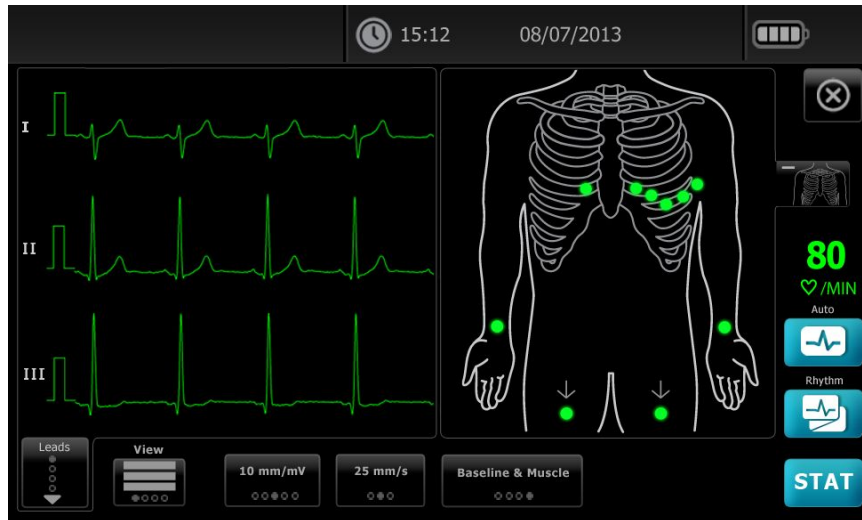 15:12 08/07/2013
I
II
III
80
/MIN
Auto
Rhythm
Leads
View
10 mm/mV
25 mm/s
Baseline & Muscle
STAT